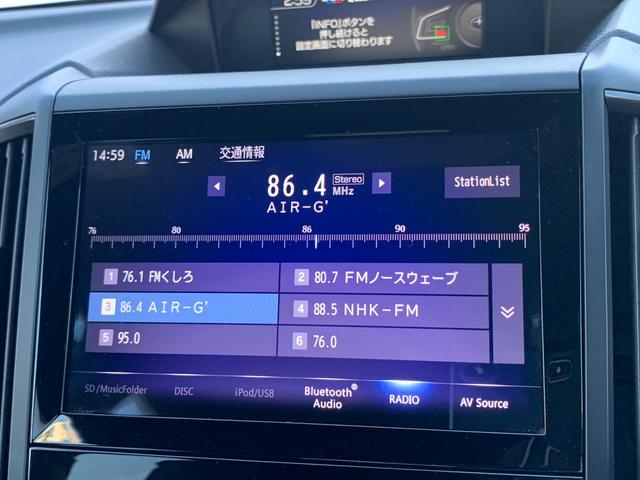 「INFO」ボタンを
押し続けると
設定画面に切り替わります
14:59 FM AM 交通情報
86.4 Stereo MHz
StationList
AIR-G'
76 80 86 90 95
1 76.1 FMくしろ
2 80.7 FMノースウェーブ
3 86.4 AIR-G'
4 88.5 NHK-FM
5 95.0
6 76.0
SD/MusicFolder DISC iPod/USB Bluetooth® Audio RADIO AV Source